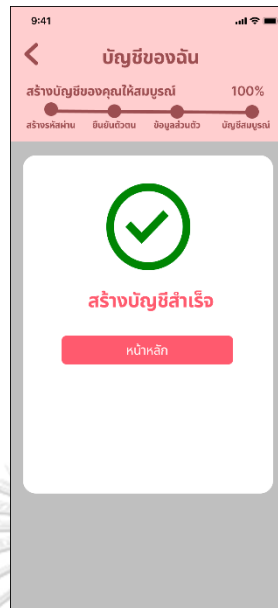 9:41
บัญชีของฉัน
สร้างบัญชีของคุณให้สมบูรณ์ 100%
สร้างรหัสผ่าน ยืนยันตัวตน ข้อมูลส่วนตัว บัญชีสมบูรณ์
สร้างบัญชีสำเร็จ
หน้าหลัก